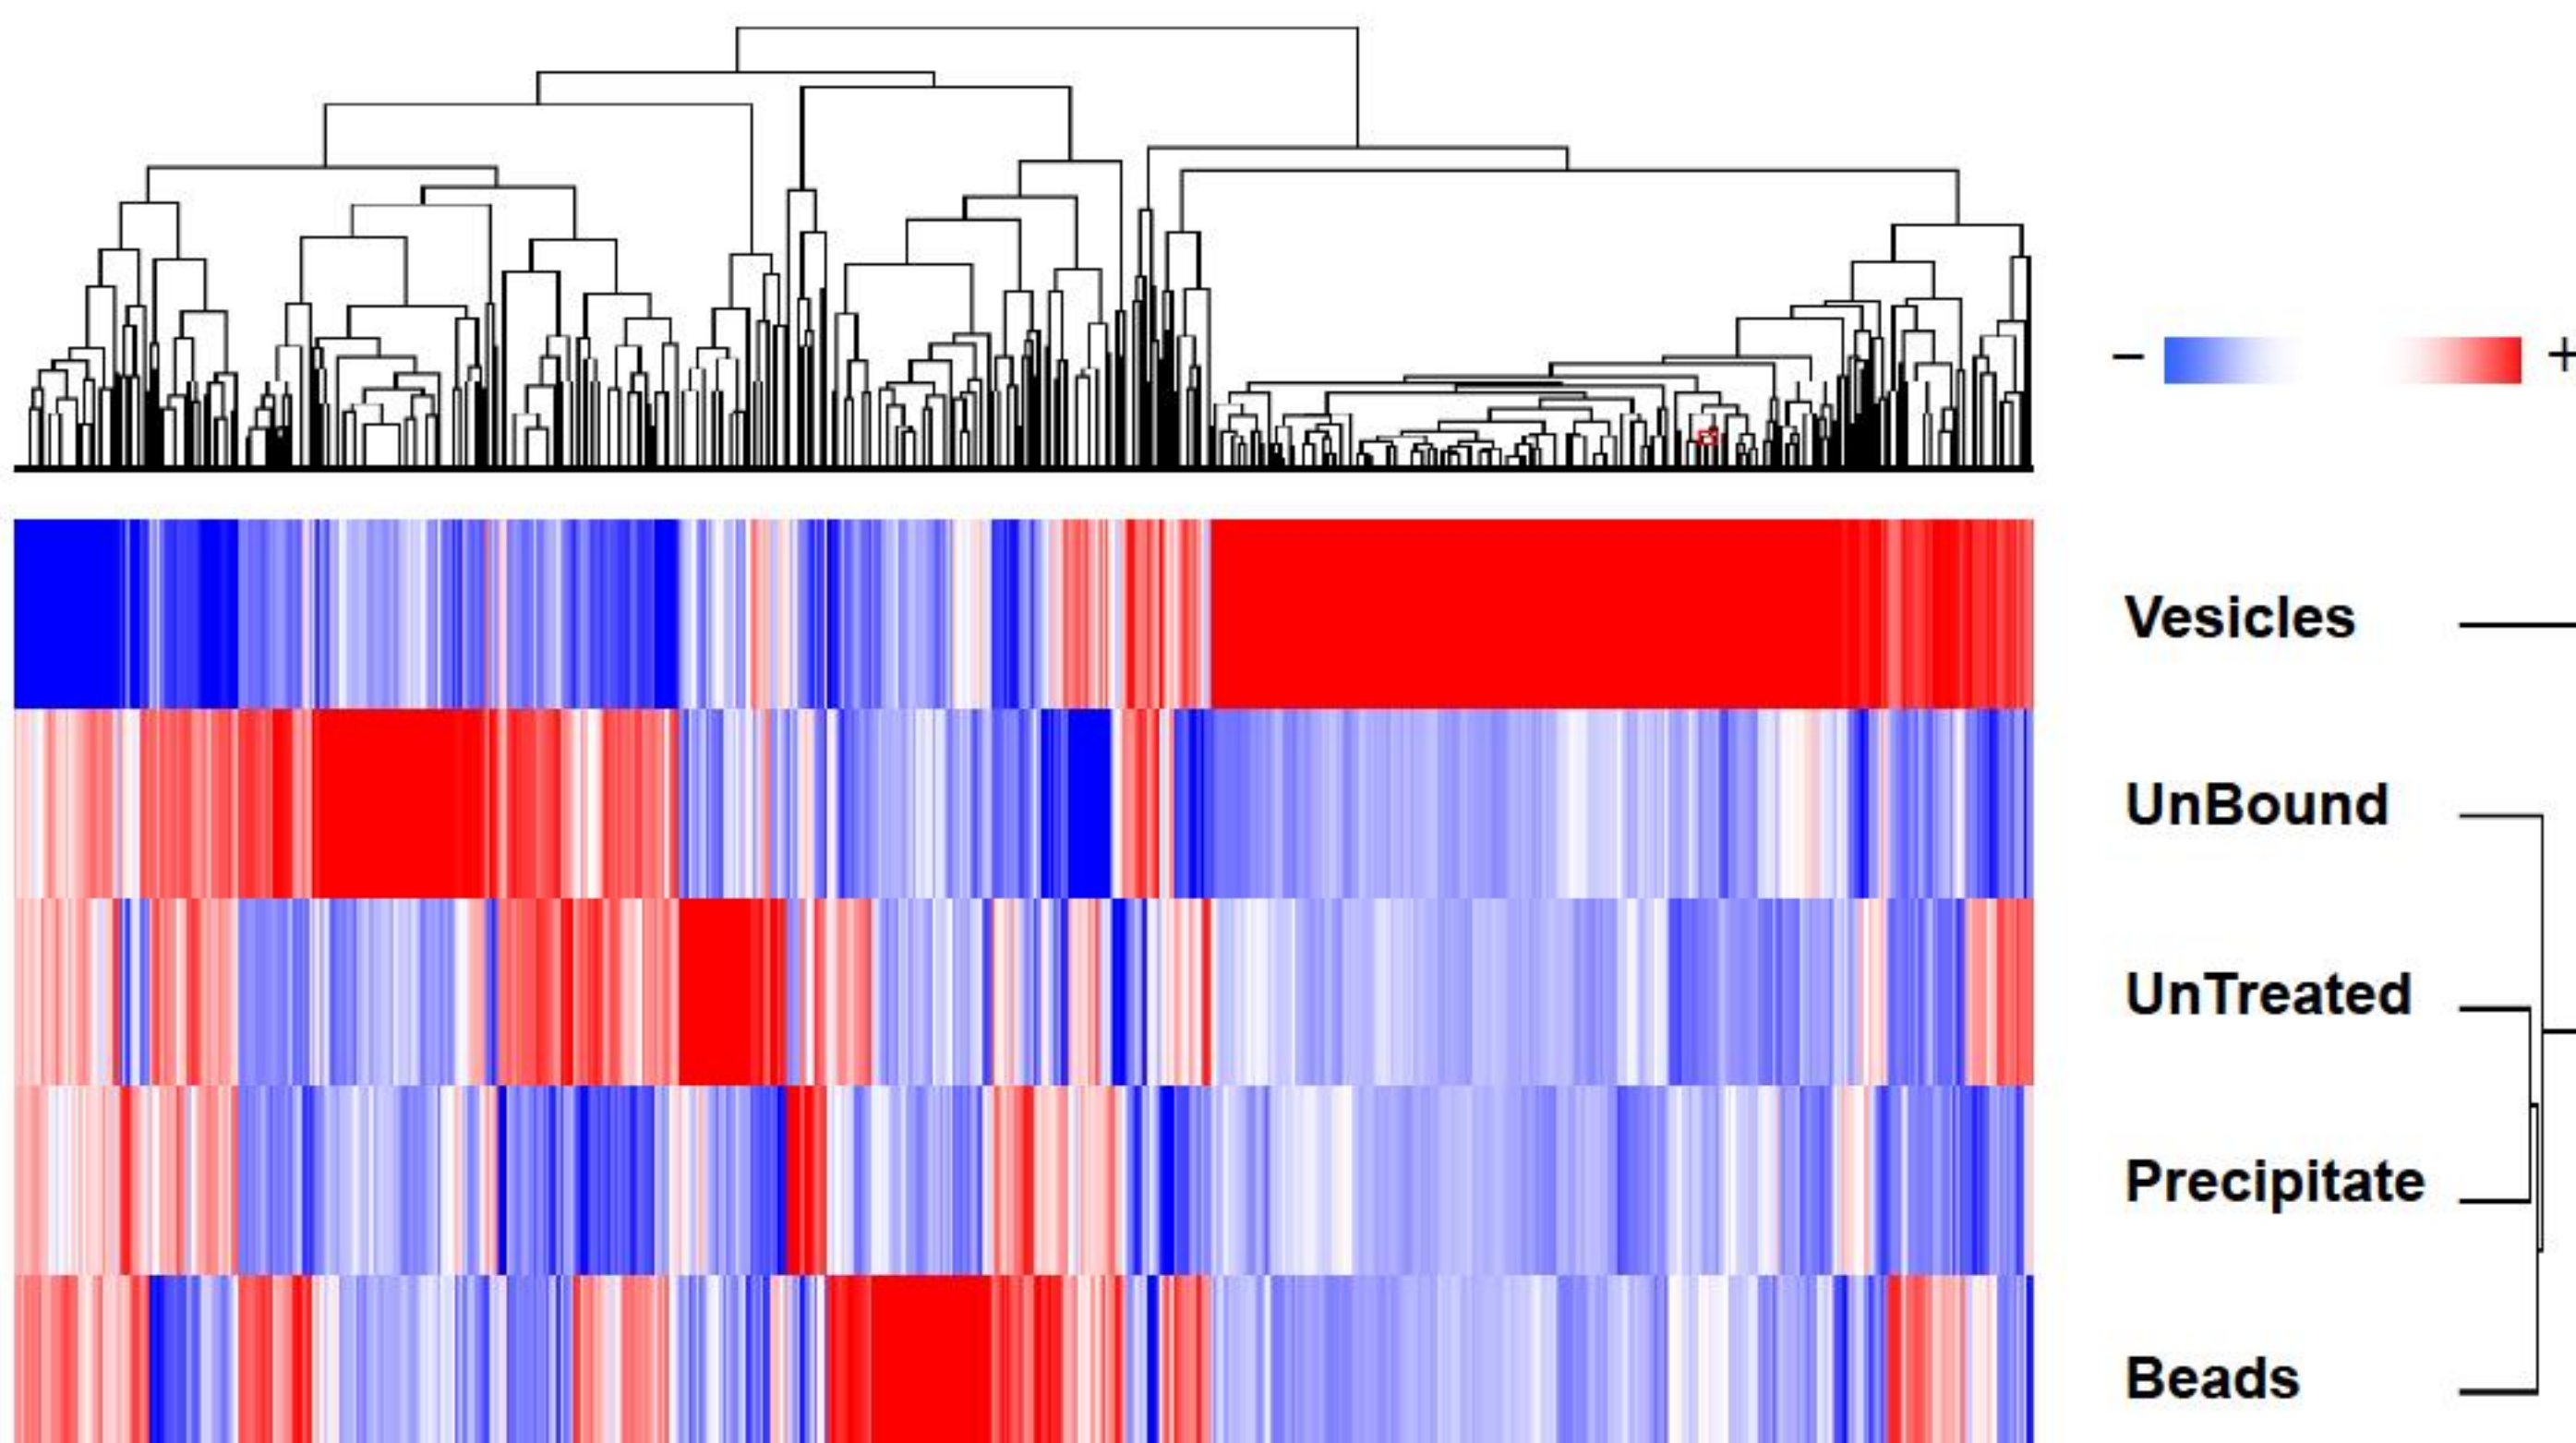 – +
Vesicles
UnBound
UnTreated
Precipitate
Beads